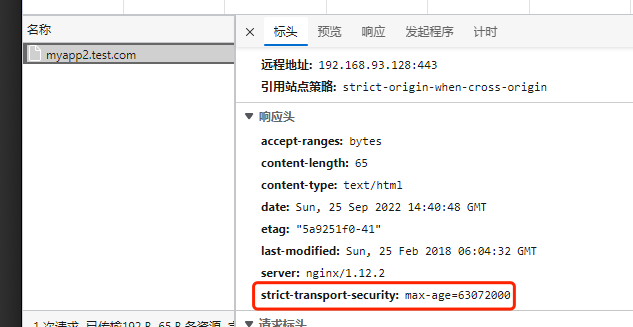 名称
myapp2.test.com
× 标头 预览 响应 发起程序 计时
远程地址: 192.168.93.128:443
引用站点策略: strict-origin-when-cross-origin
▼ 响应头
accept-ranges: bytes
content-length: 65
content-type: text/html
date: Sun, 25 Sep 2022 14:40:48 GMT
etag: "5a9251f0-41"
last-modified: Sun, 25 Feb 2018 06:04:32 GMT
server: nginx/1.12.2
strict-transport-security: max-age=63072000
▼ 请求标头
1 次请求 已传输192 B 65 B 条资源